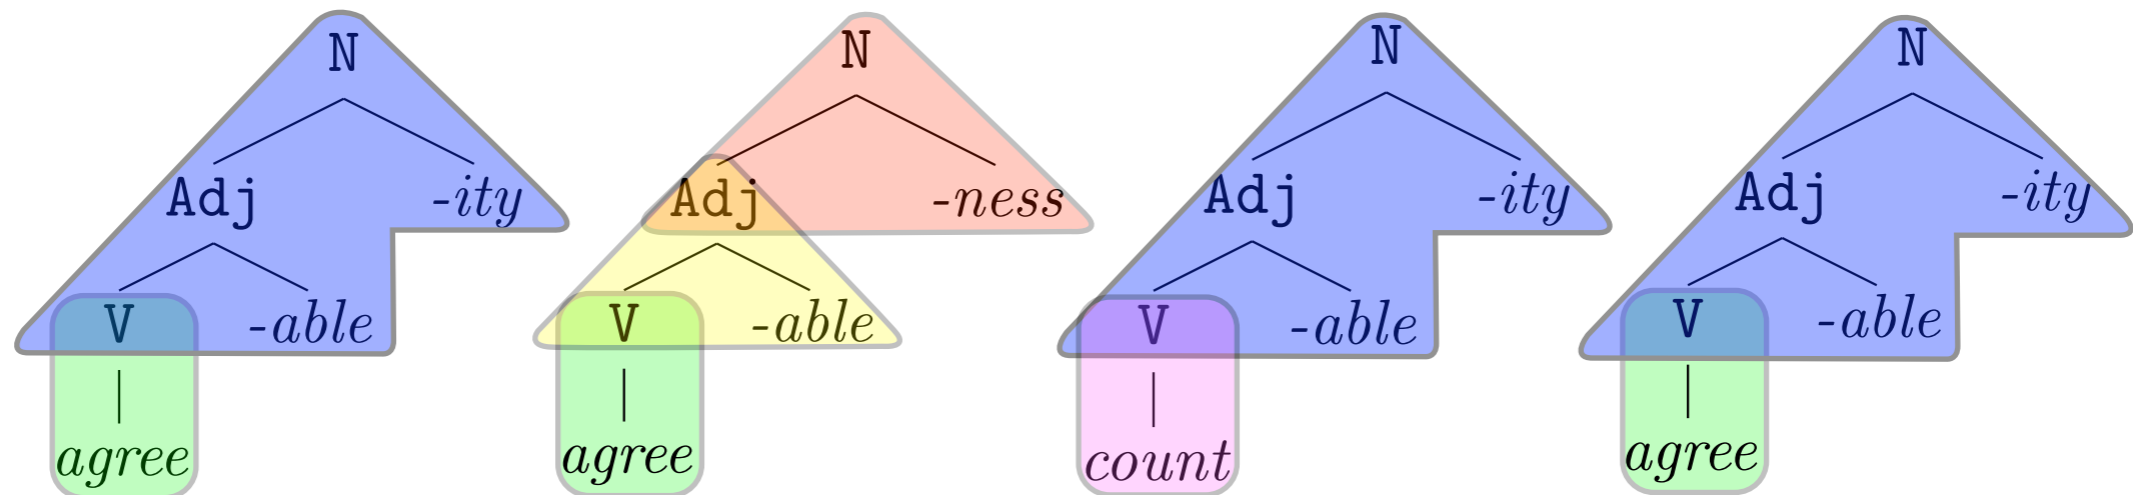 N N N N
Adj -ity Adj -ness Adj -ity Adj -ity
V -able V -able V -able V -able
agree agree count agree